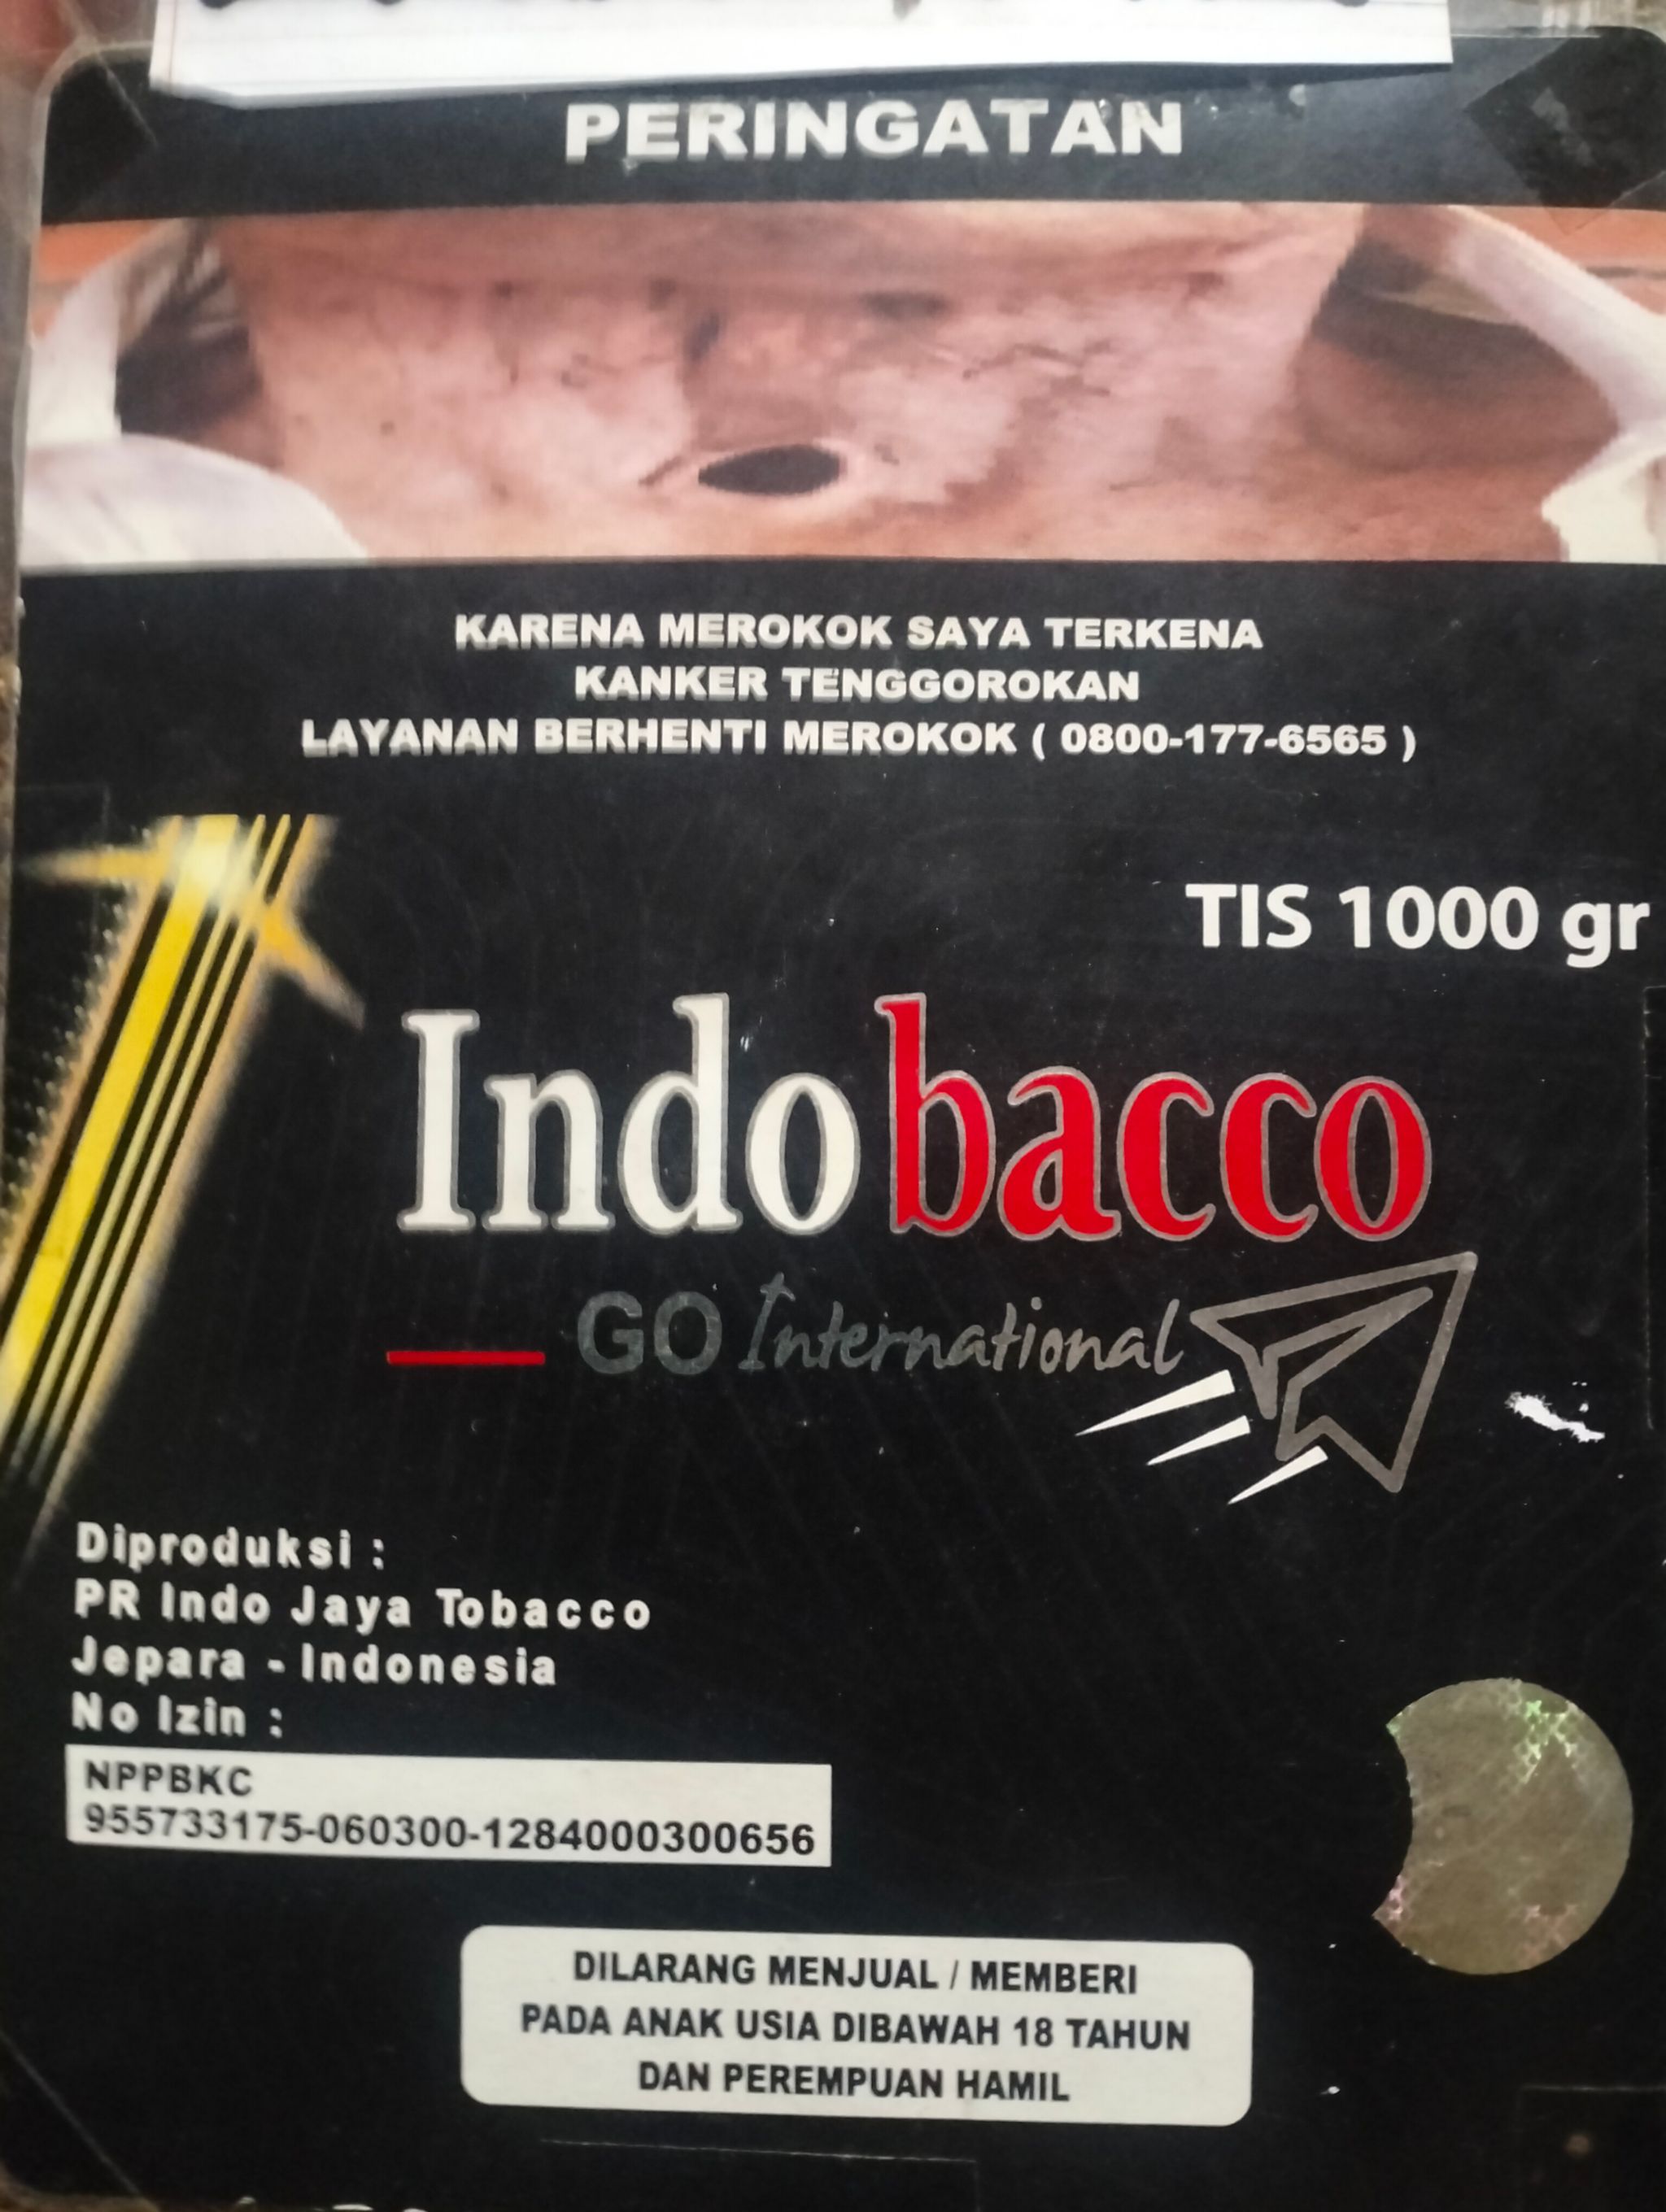 PERINGATAN
KARENA MEROKOK SAYA TERKENA
KANKER TENGGOROKAN
LAYANAN BERHENTI MEROKOK ( 0800-177-6565 )
TIS 1000 gr
Indobacco
GO International
Diproduksi :
PR Indo Jaya Tobacco
Jepara - Indonesia
No Izin :
NPPBKC
955733175-060300-1284000300656
DILARANG MENJUAL / MEMBERI
PADA ANAK USIA DIBAWAH 18 TAHUN
DAN PEREMPUAN HAMIL